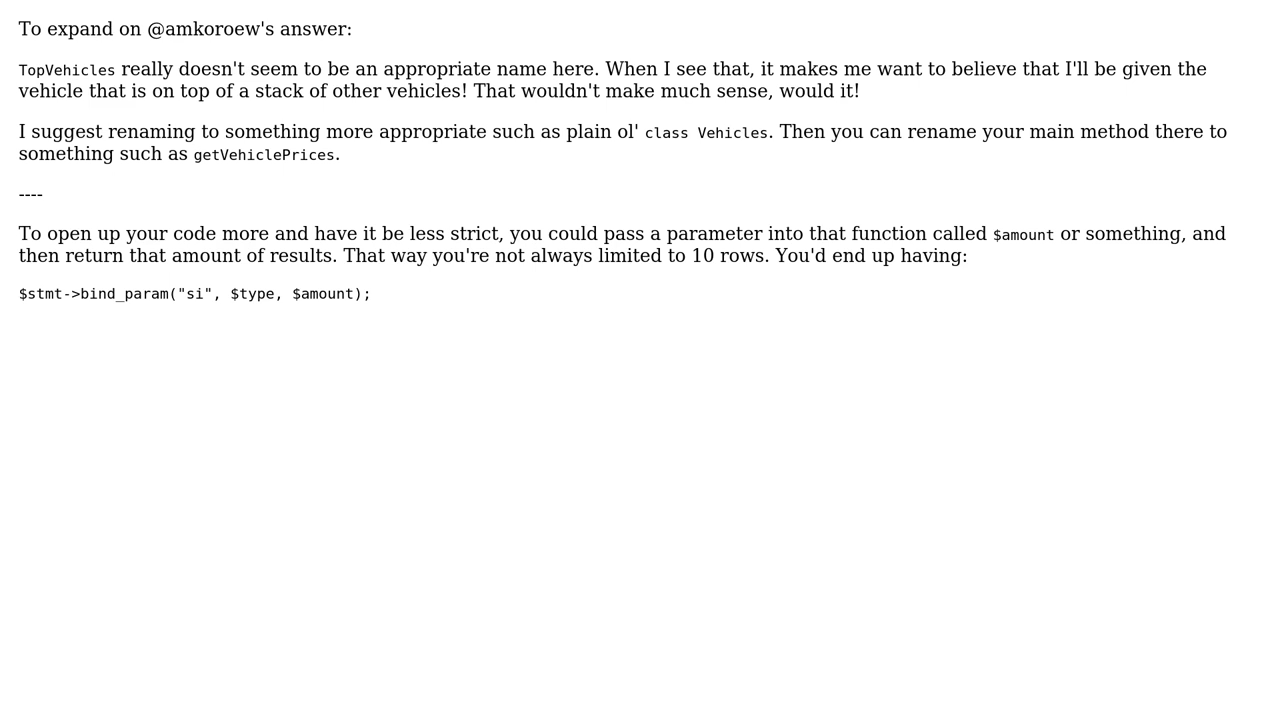 To expand on @amkoroew's answer:
TopVehicles really doesn't seem to be an appropriate name here. When I see that, it makes me want to believe that I'll be given the
vehicle that is on top of a stack of other vehicles! That wouldn't make much sense, would it!
I suggest renaming to something more appropriate such as plain ol' class Vehicles. Then you can rename your main method there to
something such as getVehiclePrices.
----
To open up your code more and have it be less strict, you could pass a parameter into that function called $amount or something, and
then return that amount of results. That way you're not always limited to 10 rows. You'd end up having:
$stmt->bind_param("si", $type, $amount);